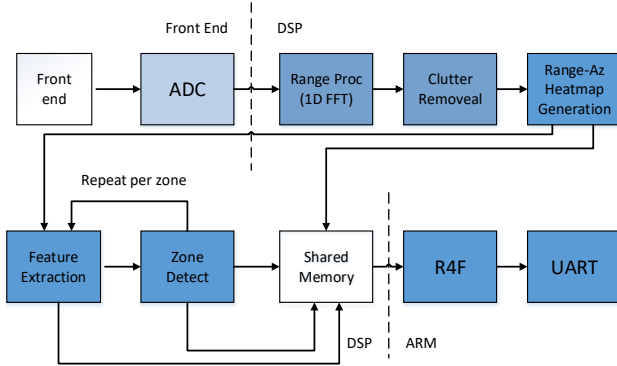 Front End
DSP
Front
end
ADC
Range Proc
(1D FFT)
Clutter
Removeal
Range-Az
Heatmap
Generation
Repeat per zone
Feature
Extraction
Zone
Detect
Shared
Memory
R4F
UART
DSP
ARM